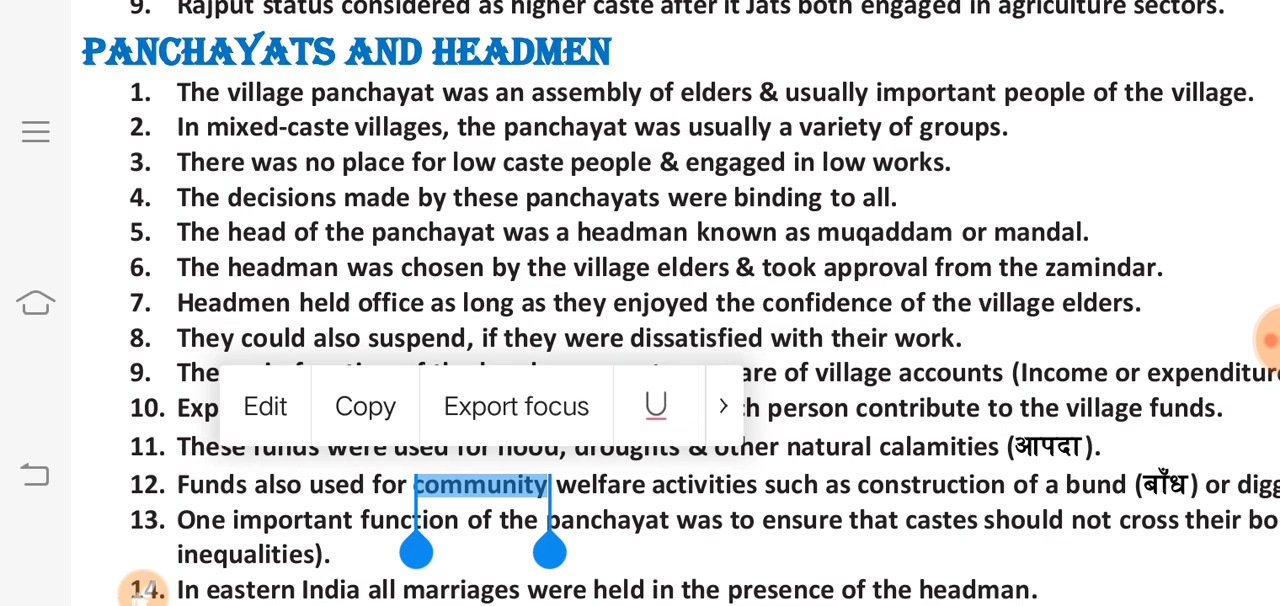 9. Rajput status considered as higher caste after it Jats both engaged in agriculture sectors.
PANCHAYATS AND HEADMEN
1. The village panchayat was an assembly of elders & usually important people of the village.
2. In mixed-caste villages, the panchayat was usually a variety of groups.
3. There was no place for low caste people & engaged in low works.
4. The decisions made by these panchayats were binding to all.
5. The head of the panchayat was a headman known as muqaddam or mandal.
6. The headman was chosen by the village elders & took approval from the zamindar.
7. Headmen held office as long as they enjoyed the confidence of the village elders.
8. They could also suspend, if they were dissatisfied with their work.
9. The are of village accounts (Income or expenditur
Edit Copy Export focus U ›
10. Exp h person contribute to the village funds.
11. These funds were used for flood, droughts & other natural calamities (आपदा).
12. Funds also used for community welfare activities such as construction of a bund (बाँध) or digg
13. One important function of the panchayat was to ensure that castes should not cross their bo
inequalities).
14. In eastern India all marriages were held in the presence of the headman.